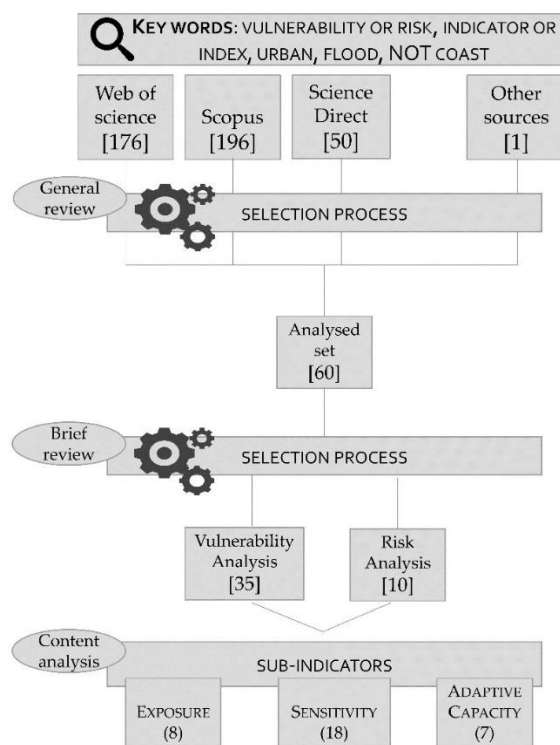 KEY WORDS: VULNERABILITY OR RISK, INDICATOR OR
INDEX, URBAN, FLOOD, NOT COAST
Web of
science
[176]
Scopus
[196]
Science
Direct
[50]
Other
sources
[1]
General
review
SELECTION PROCESS
Analysed
set
[60]
Brief
review
SELECTION PROCESS
Vulnerability
Analysis
[35]
Risk
Analysis
[10]
Content
analysis
SUB-INDICATORS
EXPOSURE
(8)
SENSITIVITY
(18)
ADAPTIVE
CAPACITY
(7)